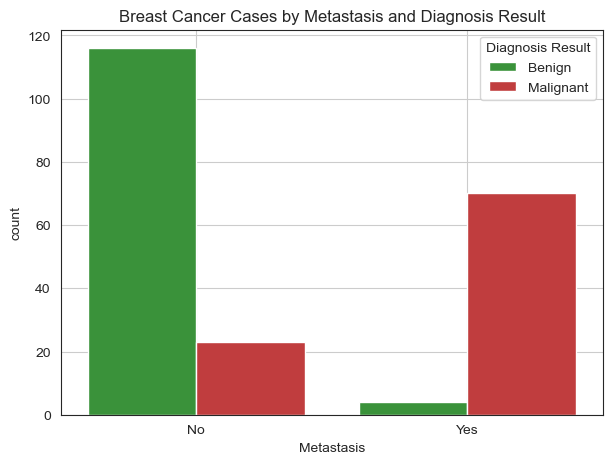 Breast Cancer Cases by Metastasis and Diagnosis Result
120
100
80
60
40
20
0
count
Diagnosis Result
Benign
Malignant
No
Yes
Metastasis